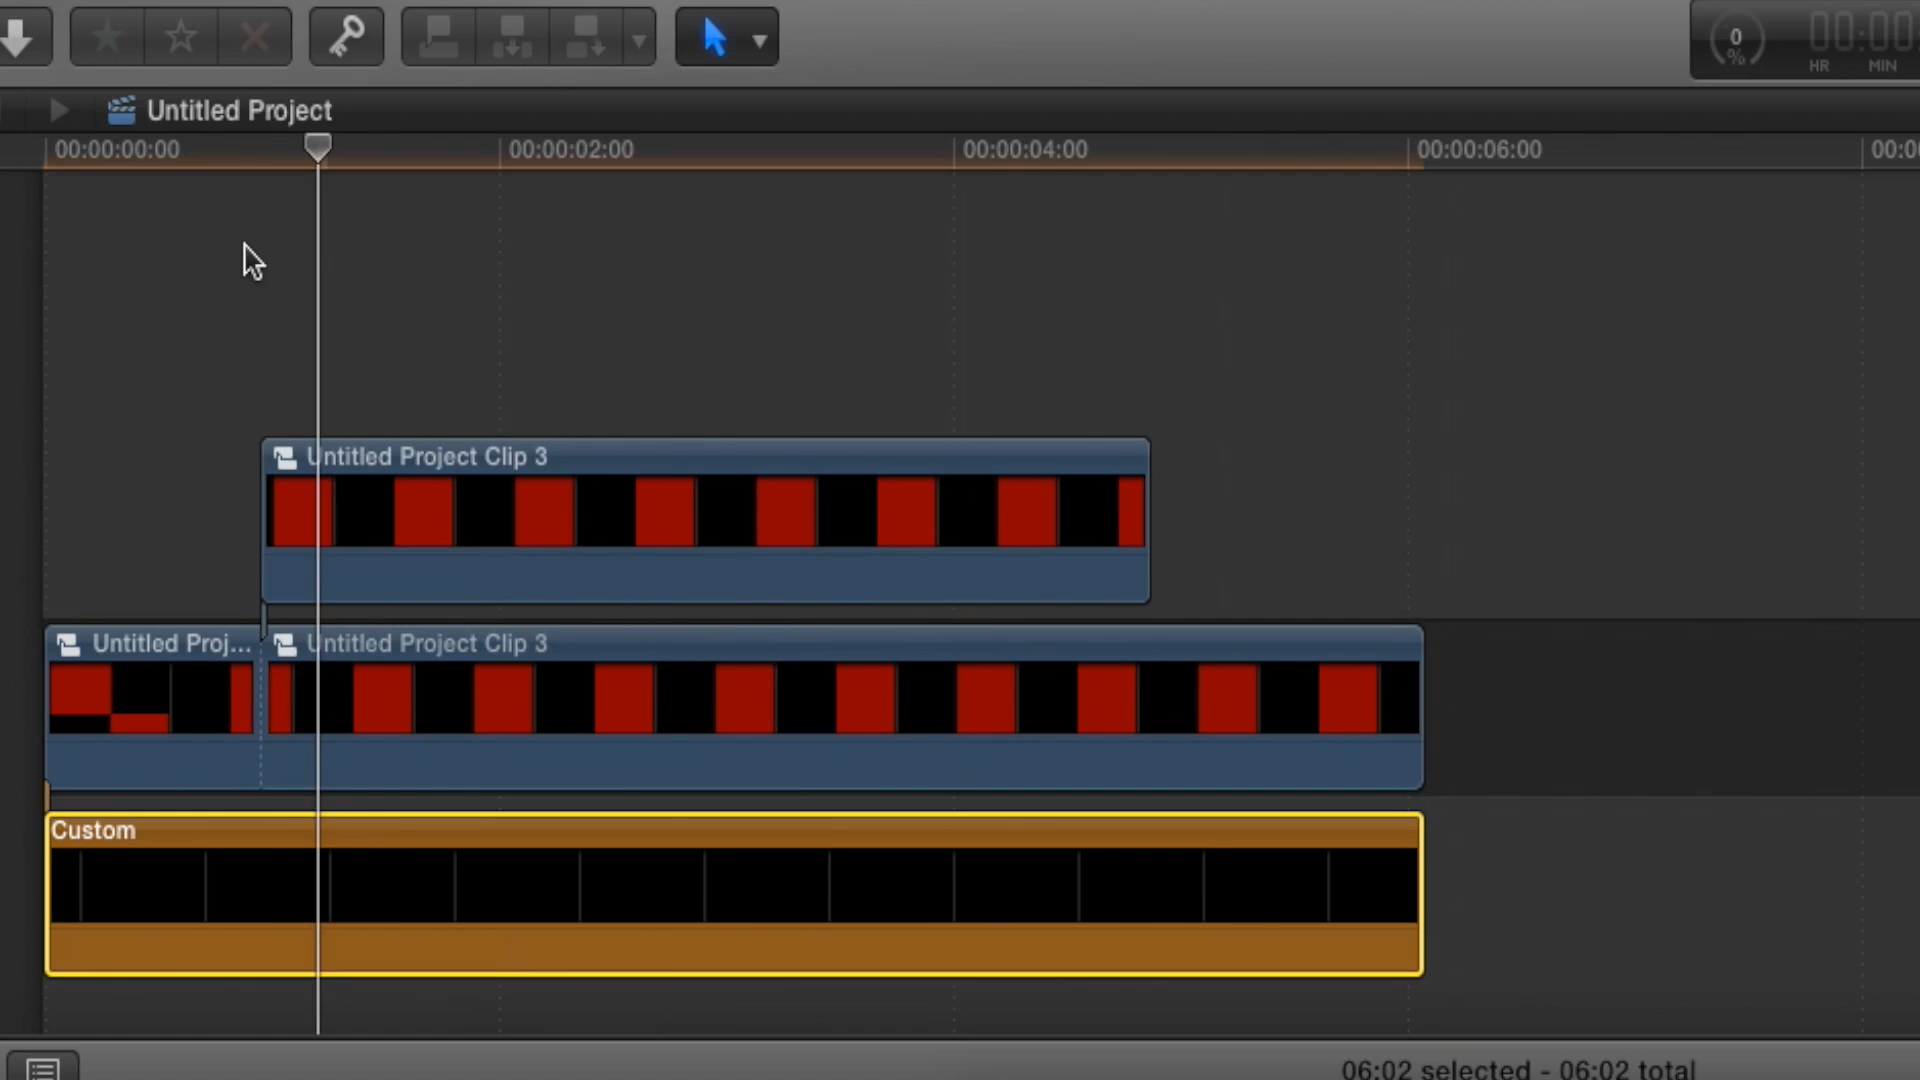 0
%
00:00
HR MIN
Untitled Project
00:00:00:00 00:00:02:00 00:00:04:00 00:00:06:00
Untitled Project Clip 3
Untitled Proj... Untitled Project Clip 3
Custom
06:02 selected - 06:02 total